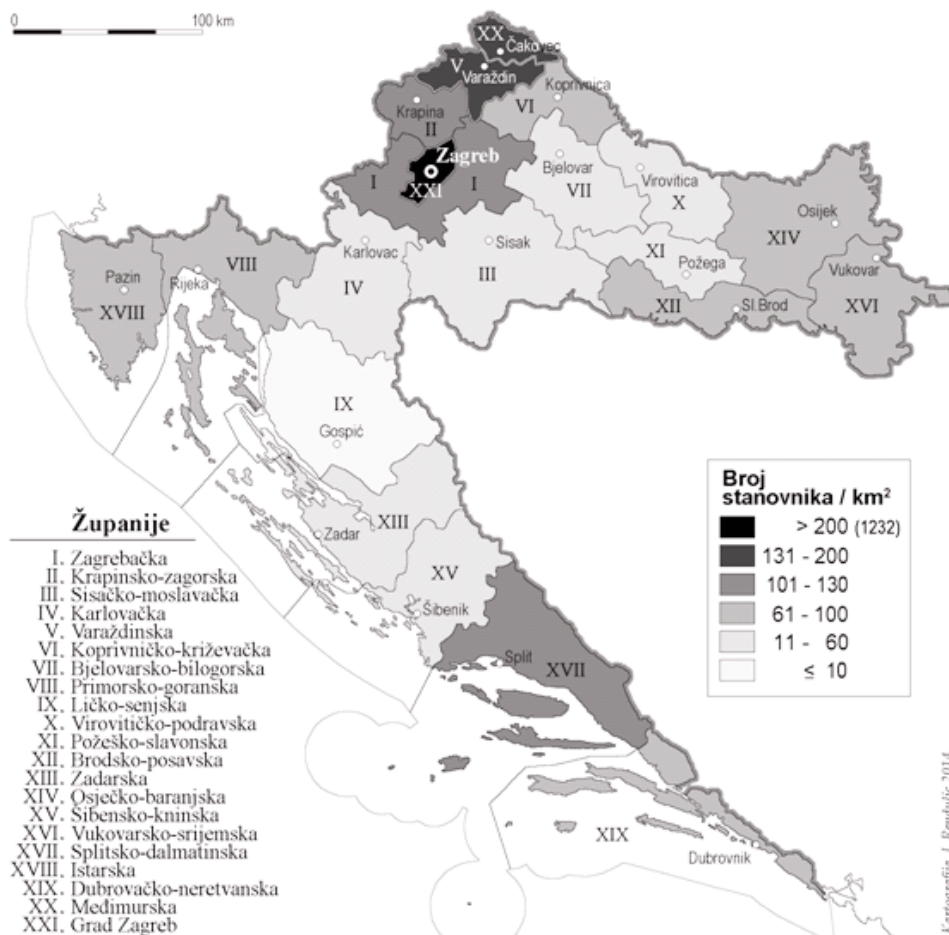 0 100 km
XX
Čakovec
V
Varaždin
Koprivnica
VI
Krapina
II
Zagreb
I
XXI
I
Bjelovar
VII
Virovitica
X
Osijek
XIV
Karlovac
IV
Sisak
III
XI
Požega
Vukovar
XVI
XII
Sl.Brod
Pazin
XVIII
Rijeka
VIII
IX
Gospić
XIII
Zadar
XV
Šibenik
Split
XVII
XIX
Dubrovnik
Broj
stanovnika / km²
> 200 (1232)
131 - 200
101 - 130
61 - 100
11 - 60
≤ 10
Županije
I. Zagrebačka
II. Krapinsko-zagorska
III. Sisačko-moslavačka
IV. Karlovačka
V. Varaždinska
VI. Koprivničko-križevačka
VII. Bjelovarsko-bilogorska
VIII. Primorsko-goranska
IX. Ličko-senjska
X. Virovitičko-podravska
XI. Požeško-slavonska
XII. Brodsko-posavska
XIII. Zadarska
XIV. Osječko-baranjska
XV. Šibensko-kninska
XVI. Vukovarsko-srijemska
XVII. Splitsko-dalmatinska
XVIII. Istarska
XIX. Dubrovačko-neretvanska
XX. Međimurska
XXI. Grad Zagreb
2014